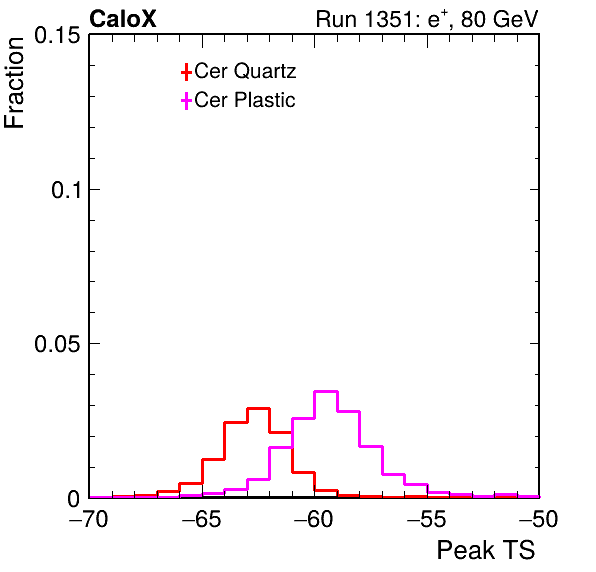 CaloX Run 1351: e⁺, 80 GeV
0.15
Fraction
Cer Quartz
Cer Plastic
0.1
0.05
0
−70 −65 −60 −55 −50
Peak TS